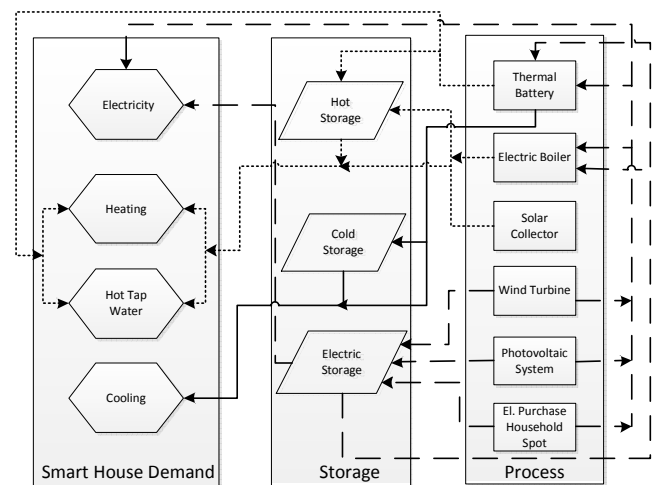 Electricity
Heating
Hot Tap
Water
Cooling
Smart House Demand
Hot
Storage
Cold
Storage
Electric
Storage
Storage
Thermal
Battery
Electric Boiler
Solar
Collector
Wind Turbine
Photovoltaic
System
El. Purchase
Household
Spot
Process